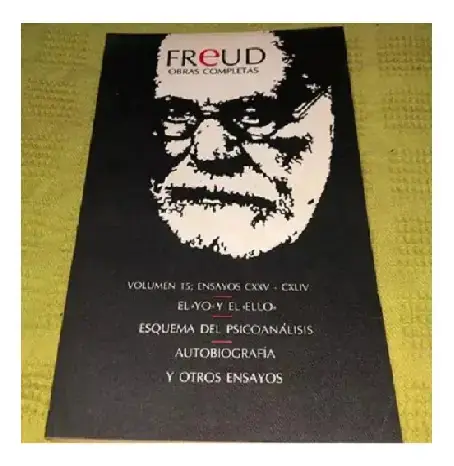 FReUD
OBRAS COMPLETAS
VOLUMEN 15; ENSAYOS CXXV - CXLIV
EL «YO» Y EL «ELLO»
ESQUEMA DEL PSICOANÁLISIS
AUTOBIOGRAFÍA
Y OTROS ENSAYOS